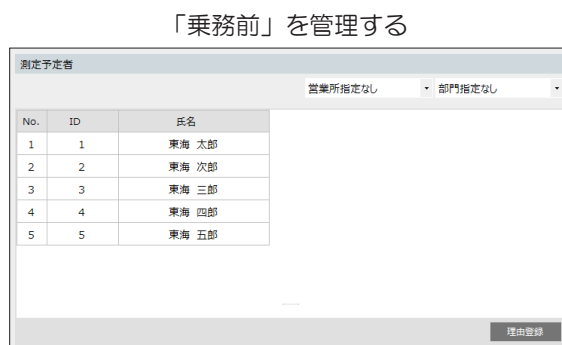 「乗務前」を管理する
測定予定者
営業所指定なし 部門指定なし
No. ID 氏名
1 1 東海 太郎
2 2 東海 次郎
3 3 東海 三郎
4 4 東海 四郎
5 5 東海 五郎
理由登録